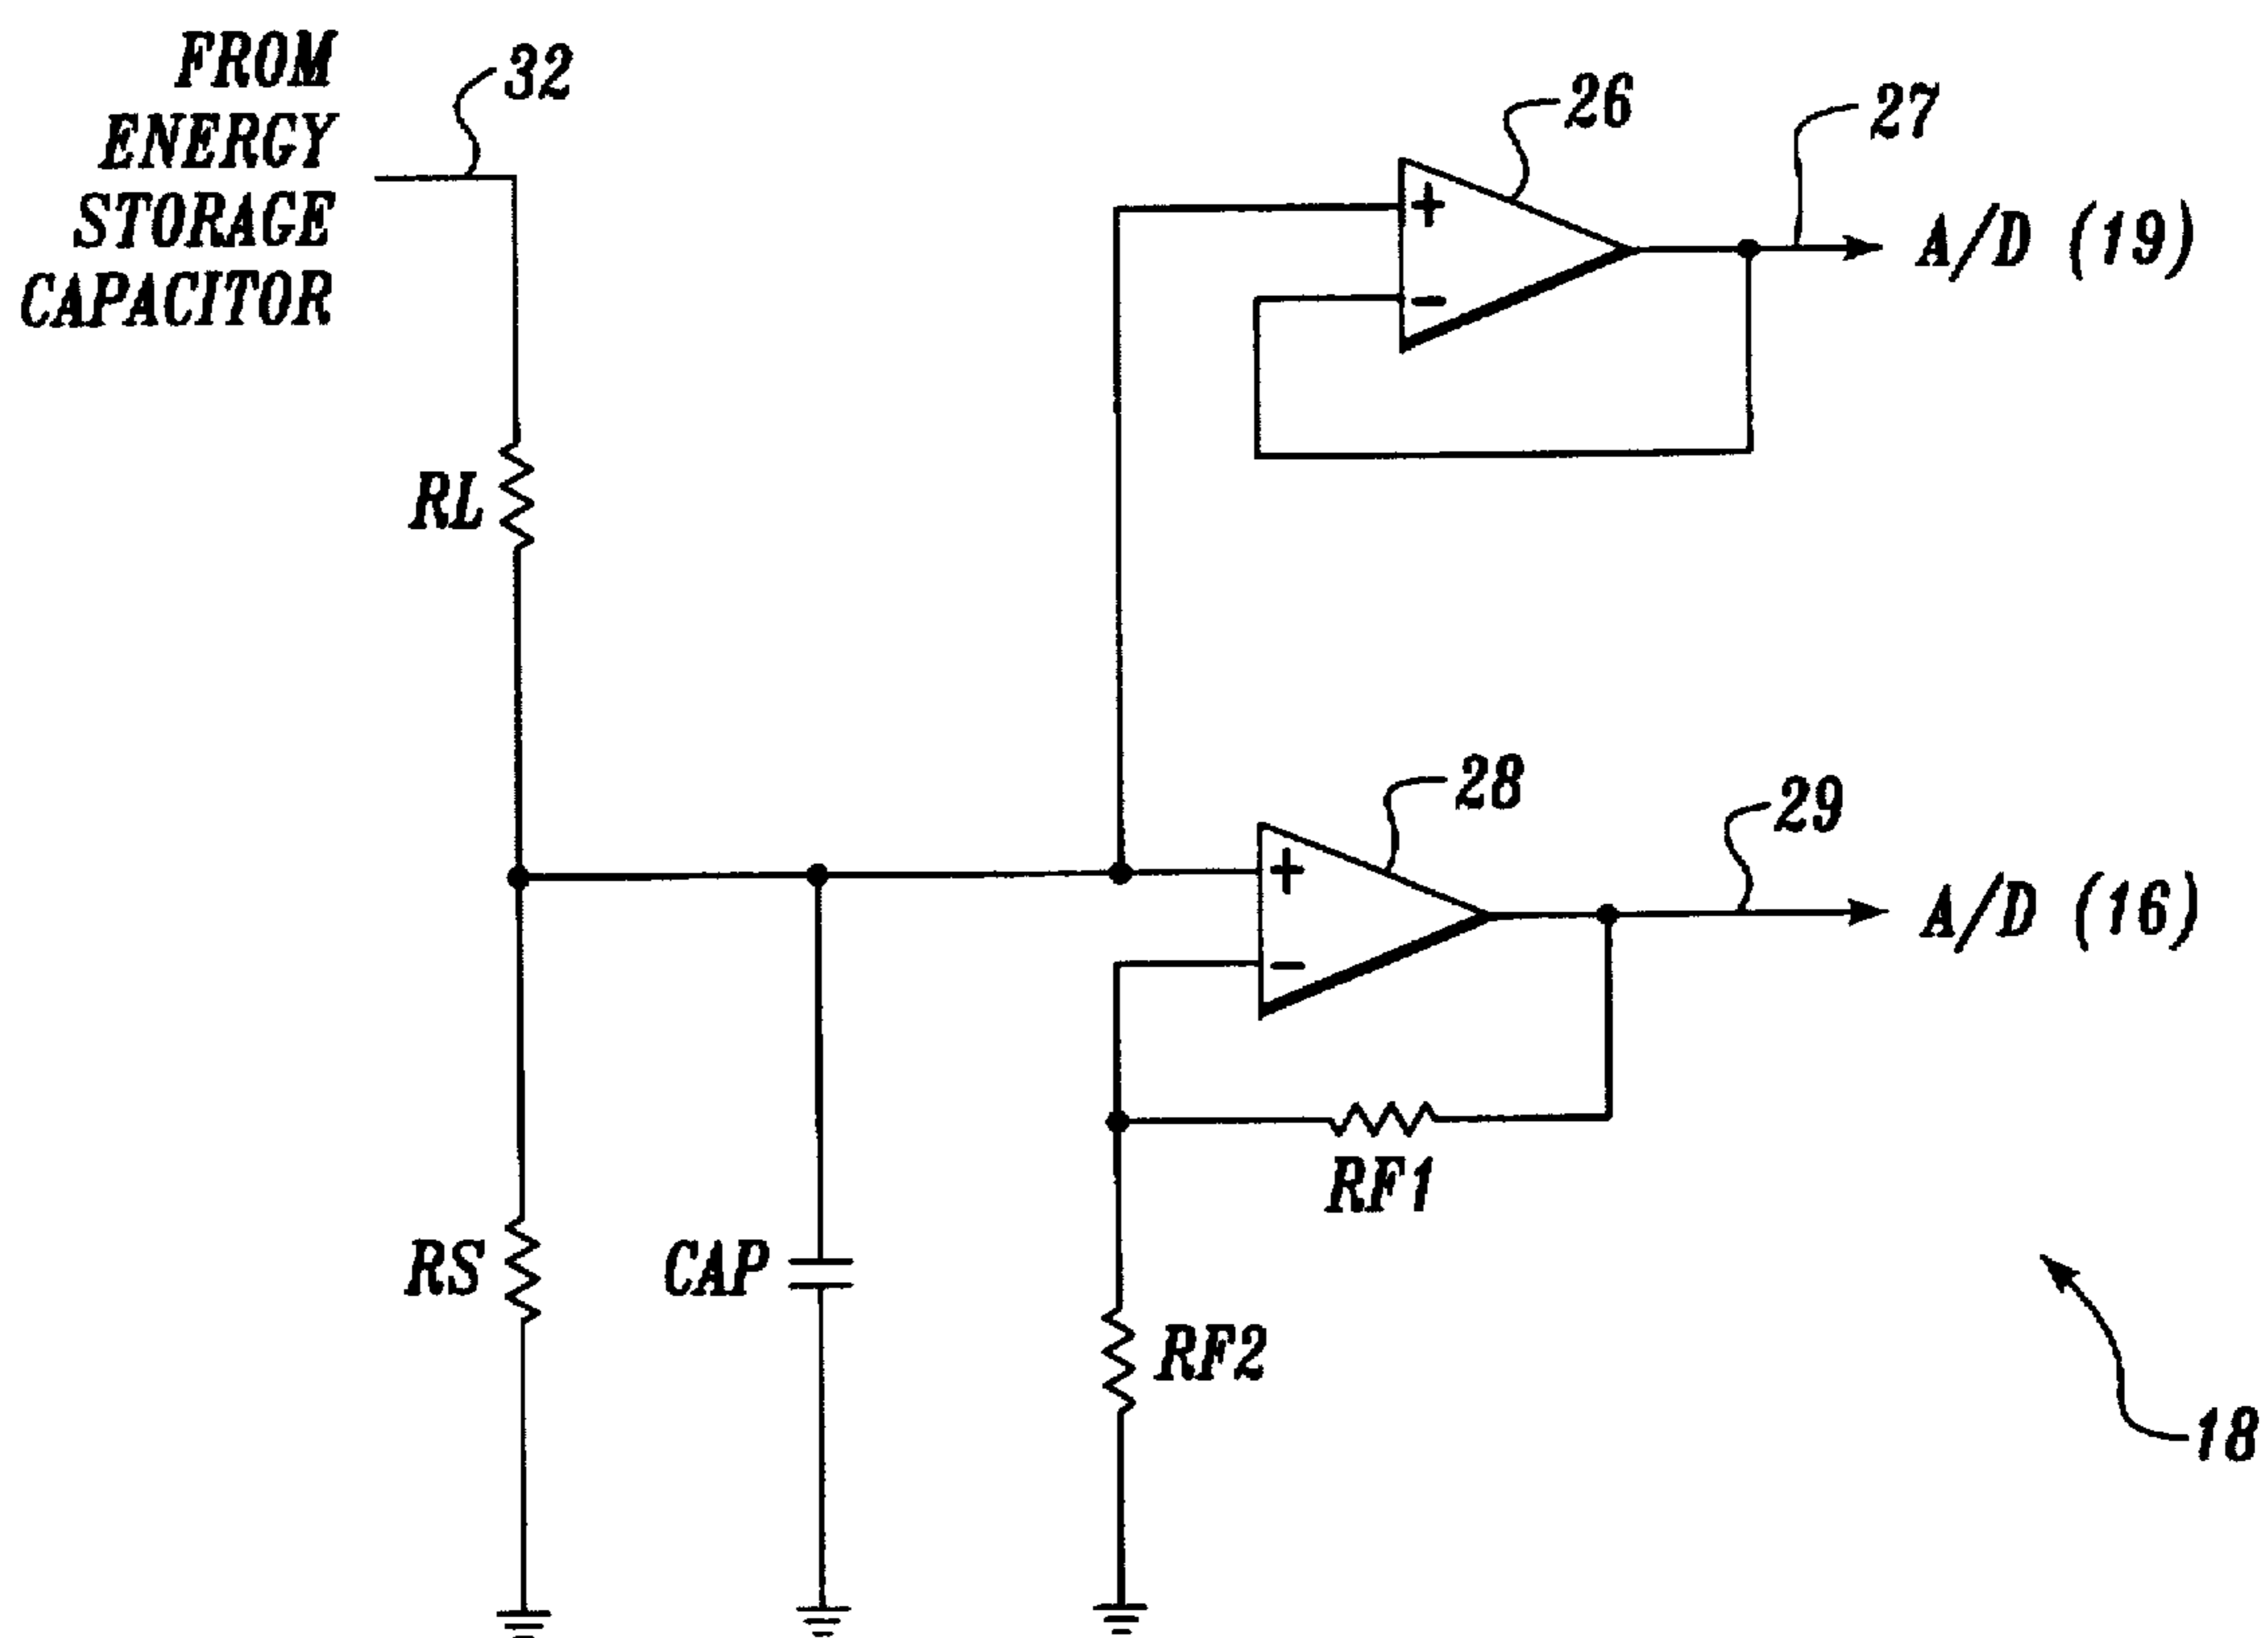 FROM
ENERGY
STORAGE
CAPACITOR
32
26
27
+
-
A/D (19)
RL
28
29
+
-
A/D (16)
RF1
RS
CAP
RF2
18